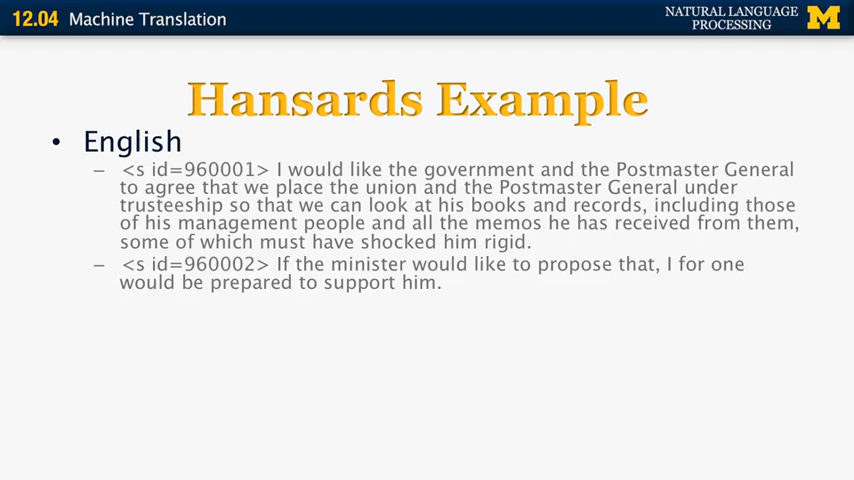 12.04 Machine Translation
NATURAL LANGUAGE
PROCESSING
M
Hansards Example
• English
– <s id=960001> I would like the government and the Postmaster General
to agree that we place the union and the Postmaster General under
trusteeship so that we can look at his books and records, including those
of his management people and all the memos he has received from them,
some of which must have shocked him rigid.
– <s id=960002> If the minister would like to propose that, I for one
would be prepared to support him.